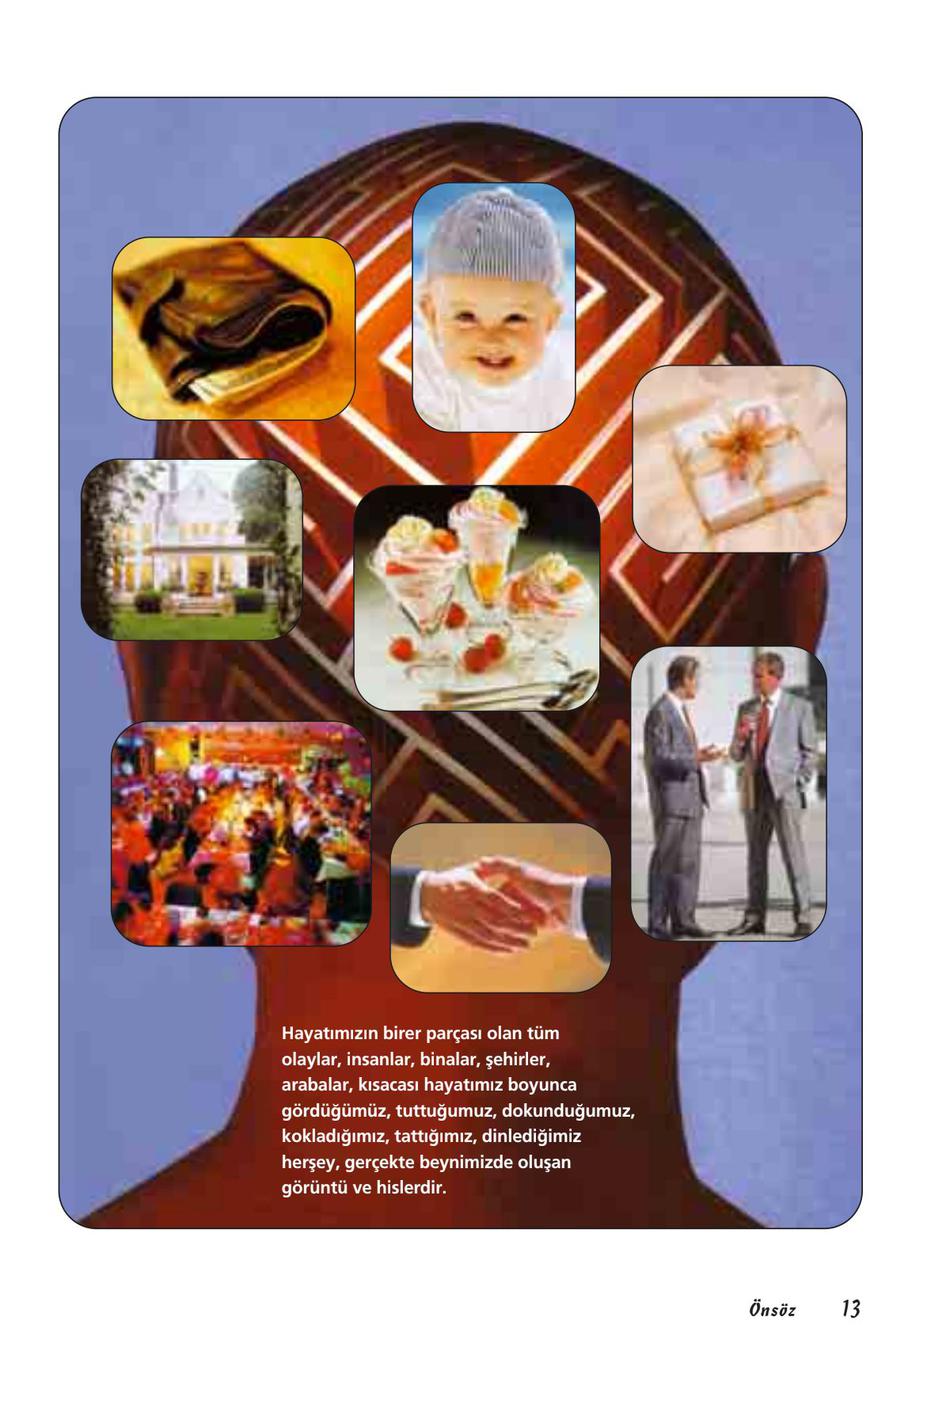 Hayatımızın birer parçası olan tüm
olaylar, insanlar, binalar, şehirler,
arabalar, kısacası hayatımız boyunca
gördüğümüz, tuttuğumuz, dokunduğumuz,
kokladığımız, tattığımız, dinlediğimiz
herşey, gerçekte beynimizde oluşan
görüntü ve hislerdir.
Önsöz 13